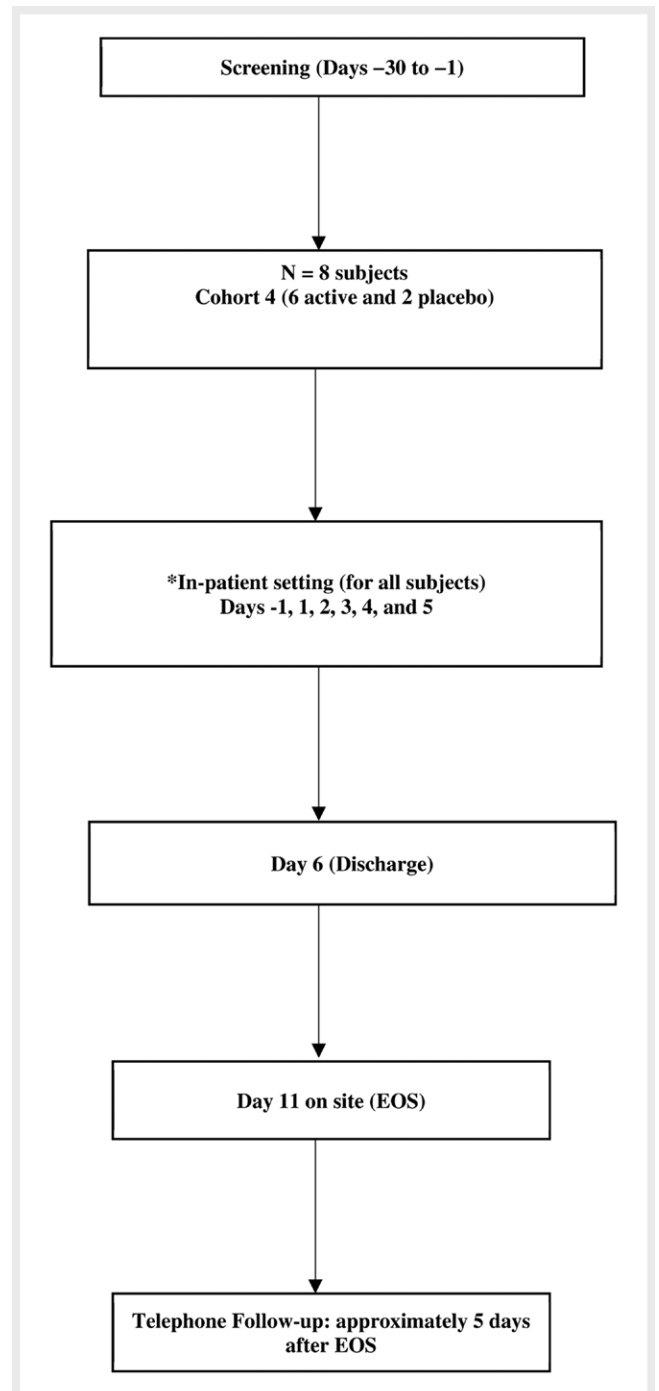 Screening (Days −30 to −1)
N = 8 subjects
Cohort 4 (6 active and 2 placebo)
*In-patient setting (for all subjects)
Days -1, 1, 2, 3, 4, and 5
Day 6 (Discharge)
Day 11 on site (EOS)
Telephone Follow-up: approximately 5 days
after EOS